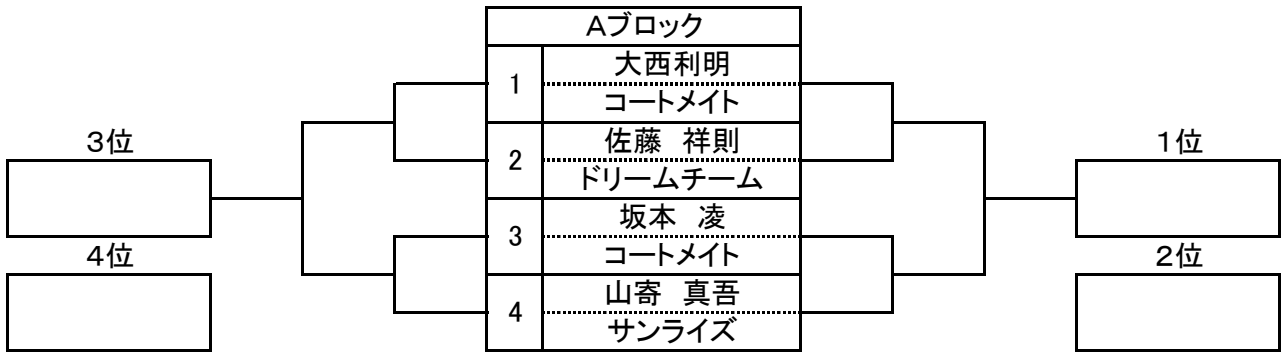 Aブロック
1
大西利明
コートメイト
2
佐藤　祥則
ドリームチーム
3
坂本　凌
コートメイト
4
山寄　真吾
サンライズ
3位
4位
1位
2位